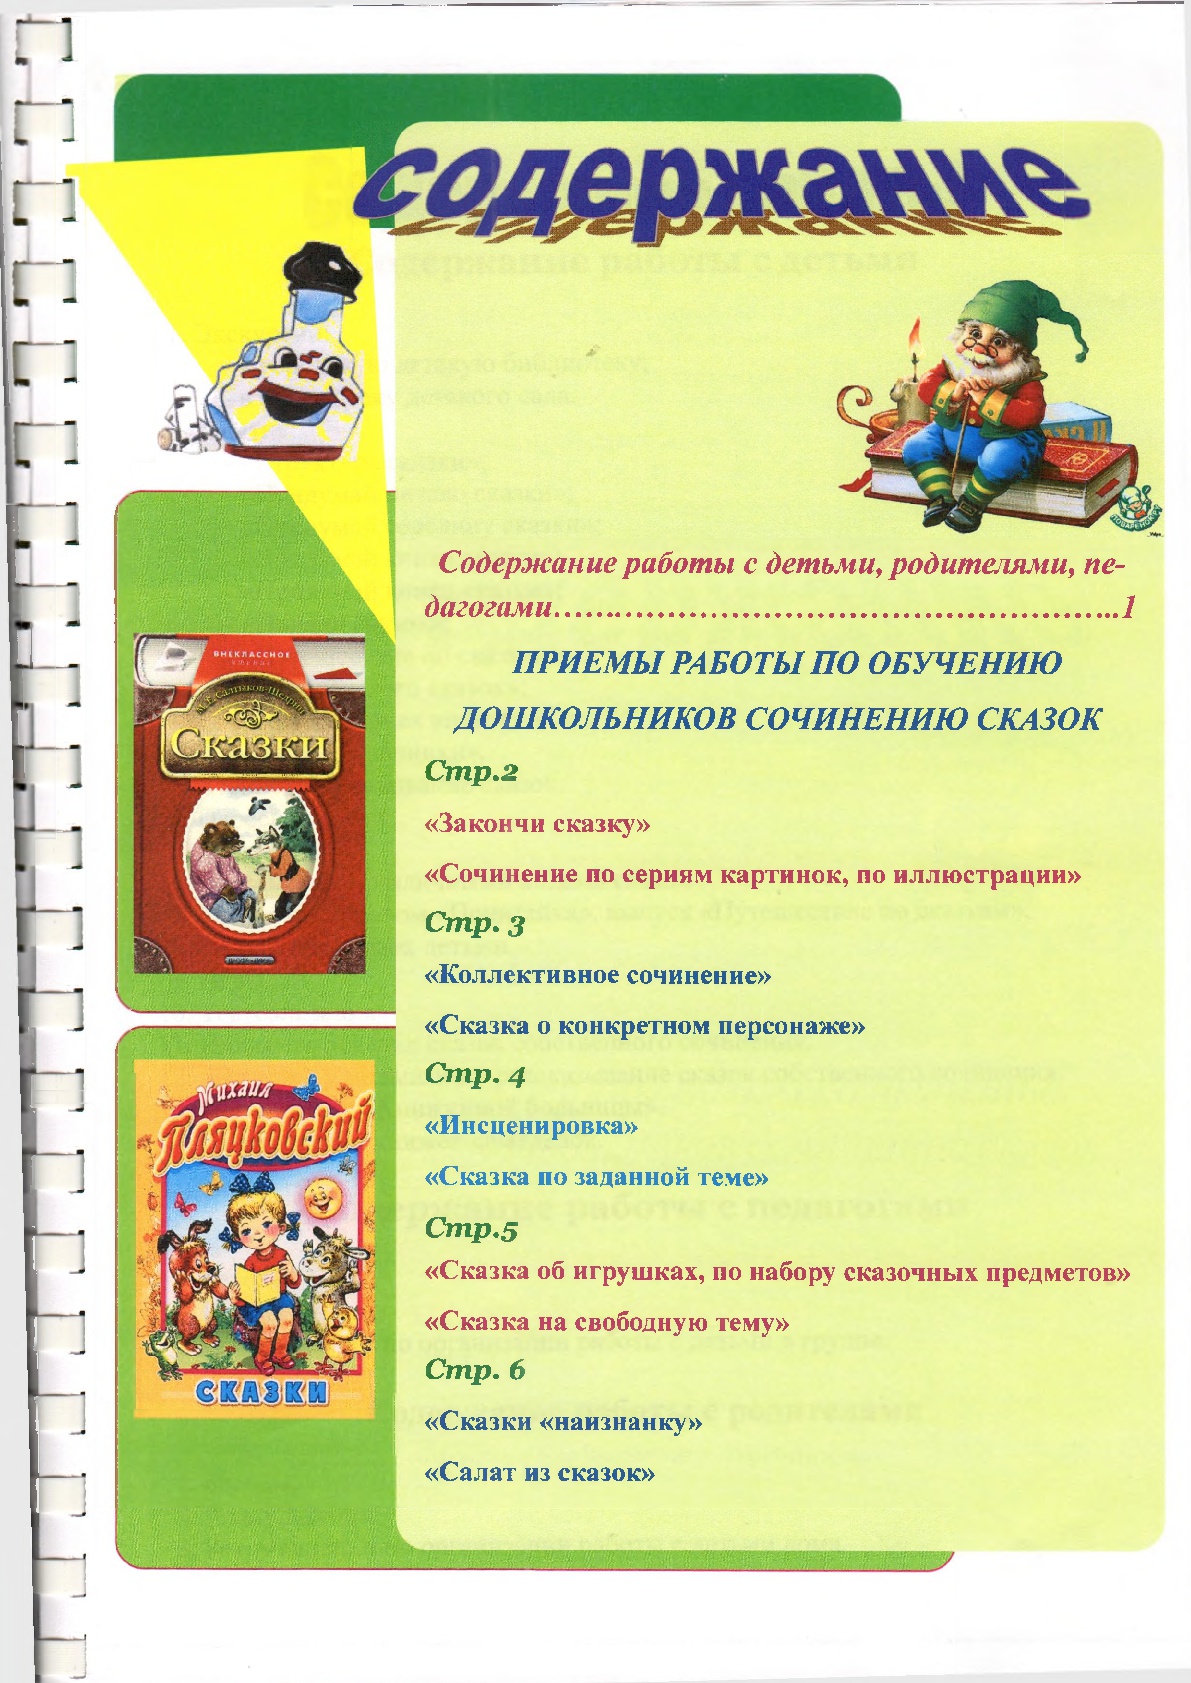 содержание
Содержание работы с детьми, родителями, пе-
дагогами……………………………………………..1
ПРИЕМЫ РАБОТЫ ПО ОБУЧЕНИЮ
ДОШКОЛЬНИКОВ СОЧИНЕНИЮ СКАЗОК
Стр.2
«Закончи сказку»
«Сочинение по сериям картинок, по иллюстрации»
Стр. 3
«Коллективное сочинение»
«Сказка о конкретном персонаже»
Стр. 4
«Инсценировка»
«Сказка по заданной теме»
Стр.5
«Сказка об игрушках, по набору сказочных предметов»
«Сказка на свободную тему»
Стр. 6
«Сказки «наизнанку»
«Салат из сказок»
ВНЕКЛАССНОЕ
ЧТЕНИЕ
М.Е.Салтыков-Щедрин
Сказки
Михаил
Пляцковский
СКАЗКИ
ПОВАРЕНОК.РУ